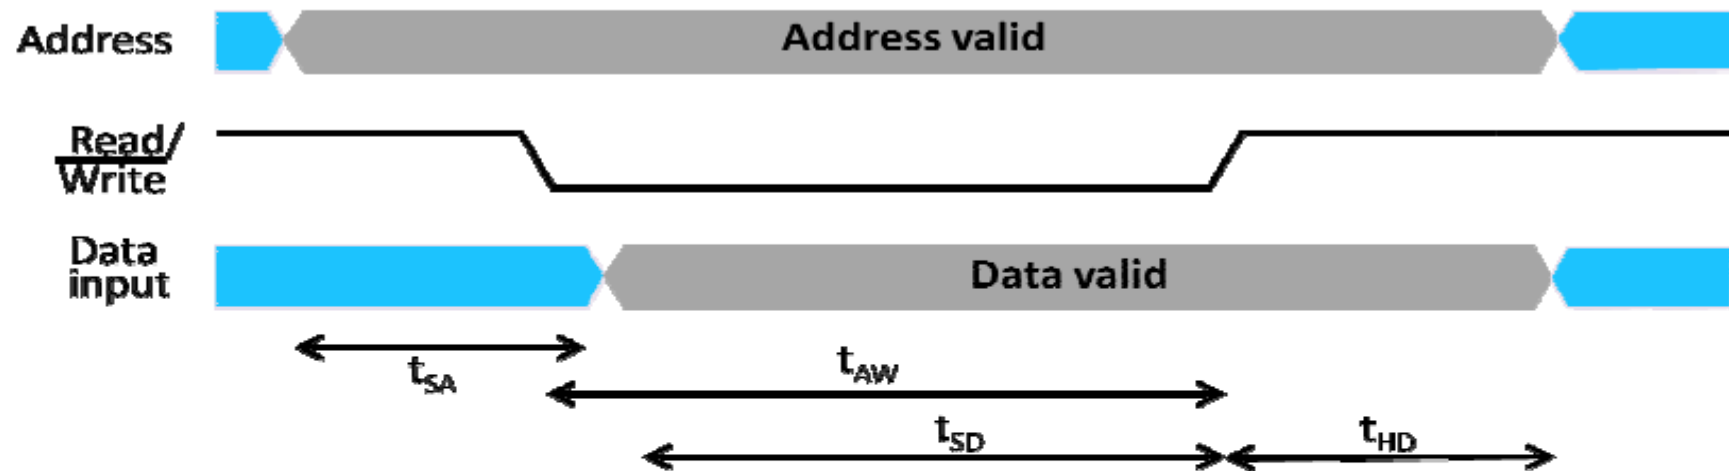 Address
Address valid
Read/
Write
Data
input
Data valid
tSA
tAW
tSD
tHD